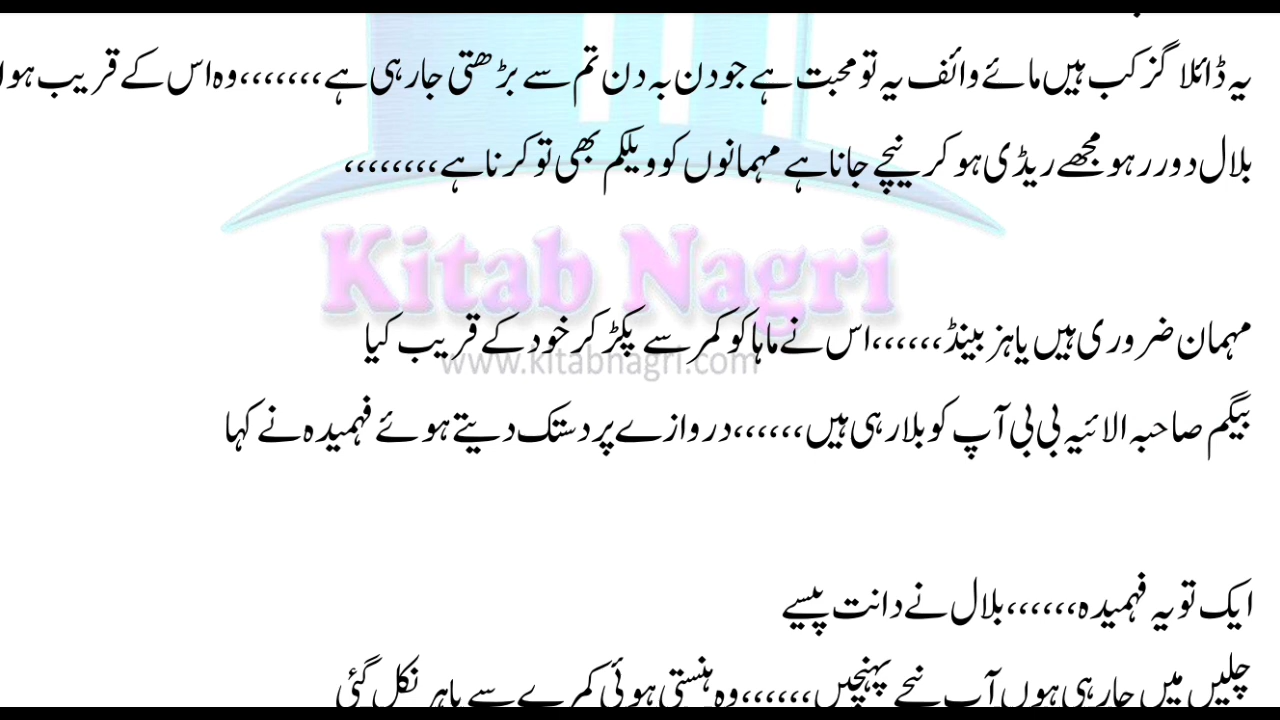 یہ ڈائلاگز کب ہیں مائے وائف یہ تو محبت ہے جو دن بہ دن تم سے بڑھتی جا رہی ہے،،،،،،،وہ اس کے قریب ہوا
بلال دور رہو مجھے ریڈی ہو کر نیچے جانا ہے مہمانوں کو ویلکم بھی تو کرنا ہے،،،،،،،،
Kitab Nagri
مہمان ضروری ہیں یا ہزبینڈ،،،،،،اس نے ماہا کو کمر سے پکڑ کر خود کے قریب کیا
www.kitabnagri.com
بیگم صاحبہ الائیہ بی بی آپ کو بلا رہی ہیں،،،،،،دروازے پر دستک دیتے ہوئے فہمیدہ نے کہا
ایک تو یہ فہمیدہ،،،،،،بلال نے دانت پیسے
چلیں میں جا رہی ہوں آپ نیچے پہنچیں،،،،،،وہ ہنستی ہوئی کمرے سے باہر نکل گئی